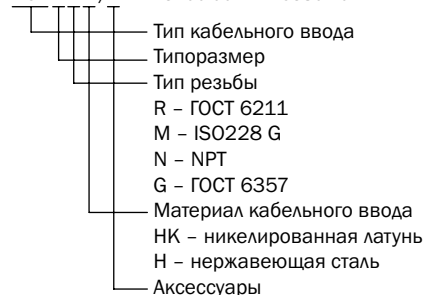 Тип кабельного ввода
Типоразмер
Тип резьбы
R – ГОСТ 6211
M – ISO228 G
N – NPT
G – ГОСТ 6357
Материал кабельного ввода
НК – никелированная латунь
Н – нержавеющая сталь
Аксессуары